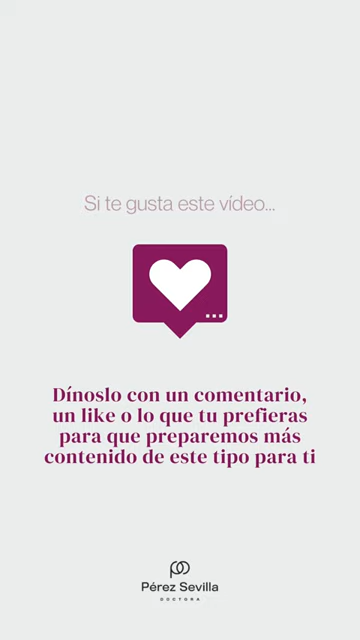 Si te gusta este vídeo...
Dínoslo con un comentario,
un like o lo que tu prefieras
para que preparemos más
contenido de este tipo para ti
Pérez Sevilla
DOCTORA